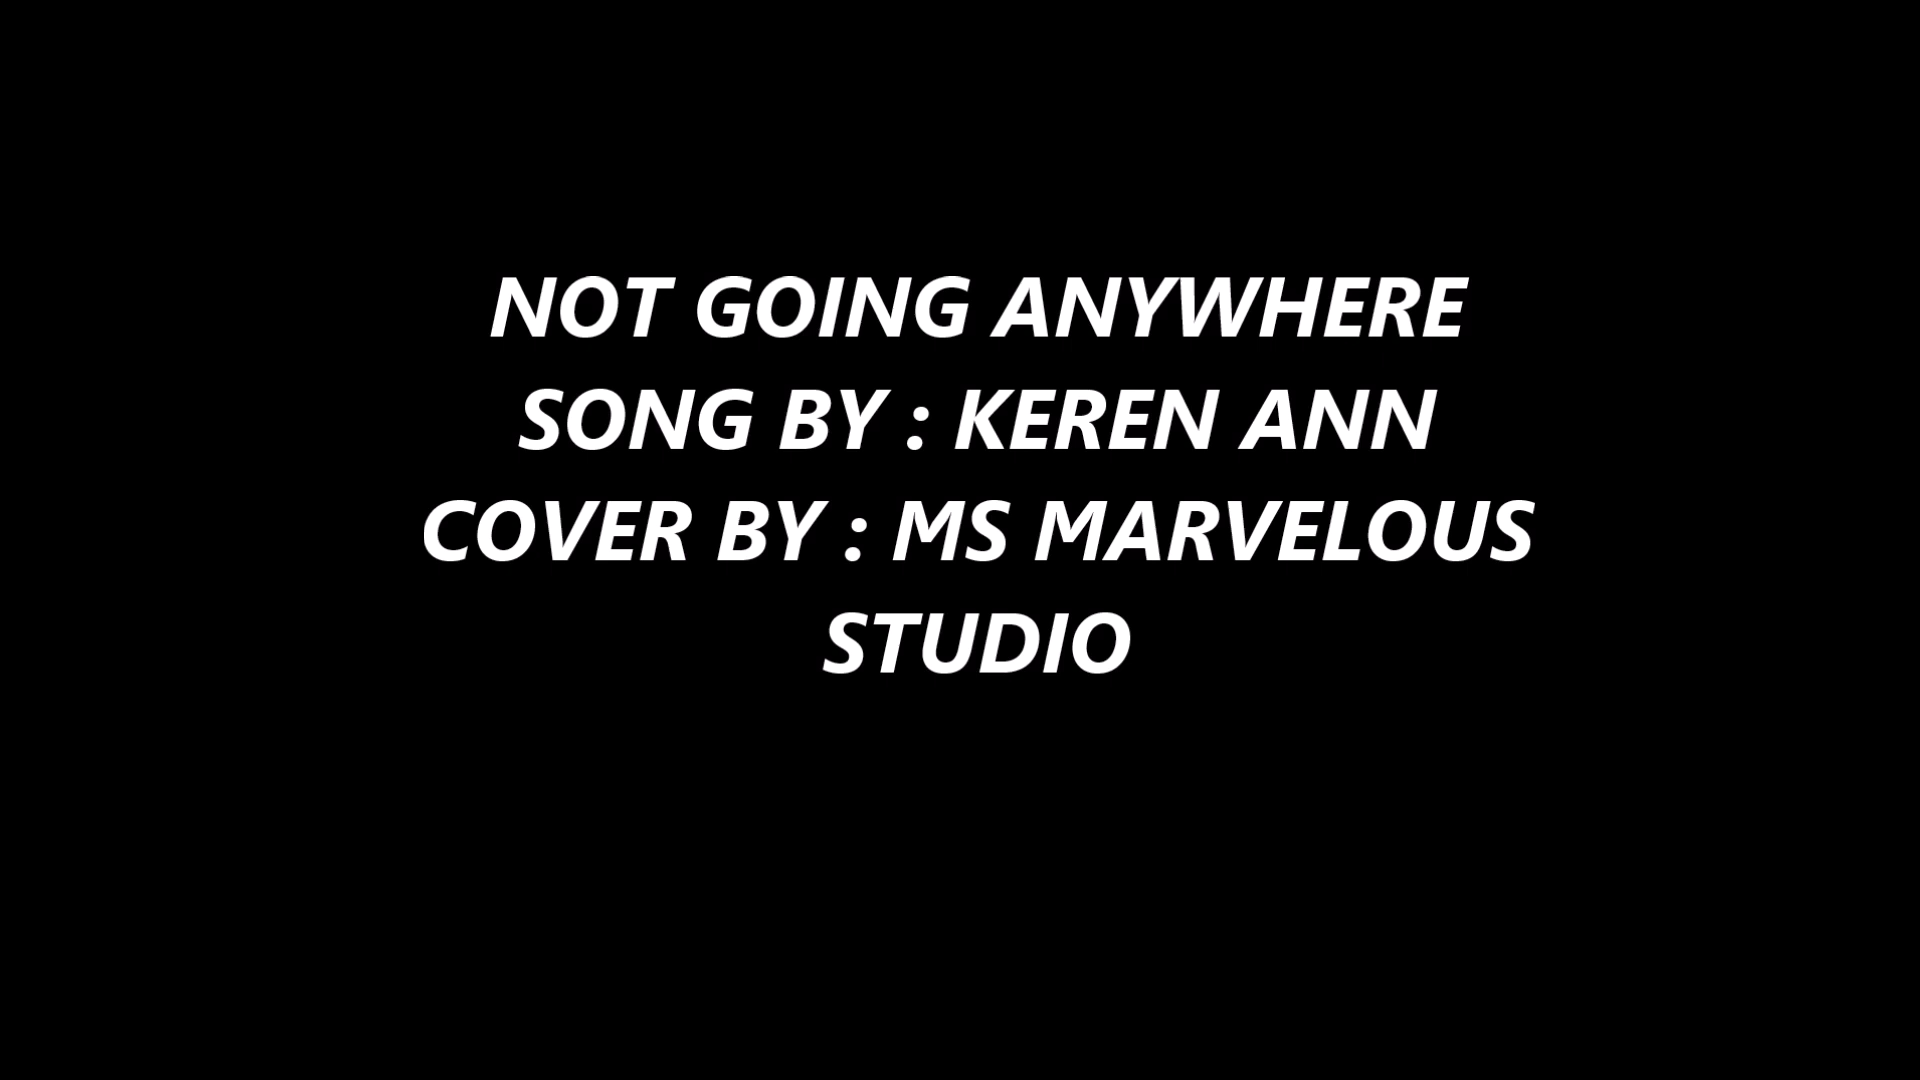 NOT GOING ANYWHERE
SONG BY : KEREN ANN
COVER BY : MS MARVELOUS
STUDIO